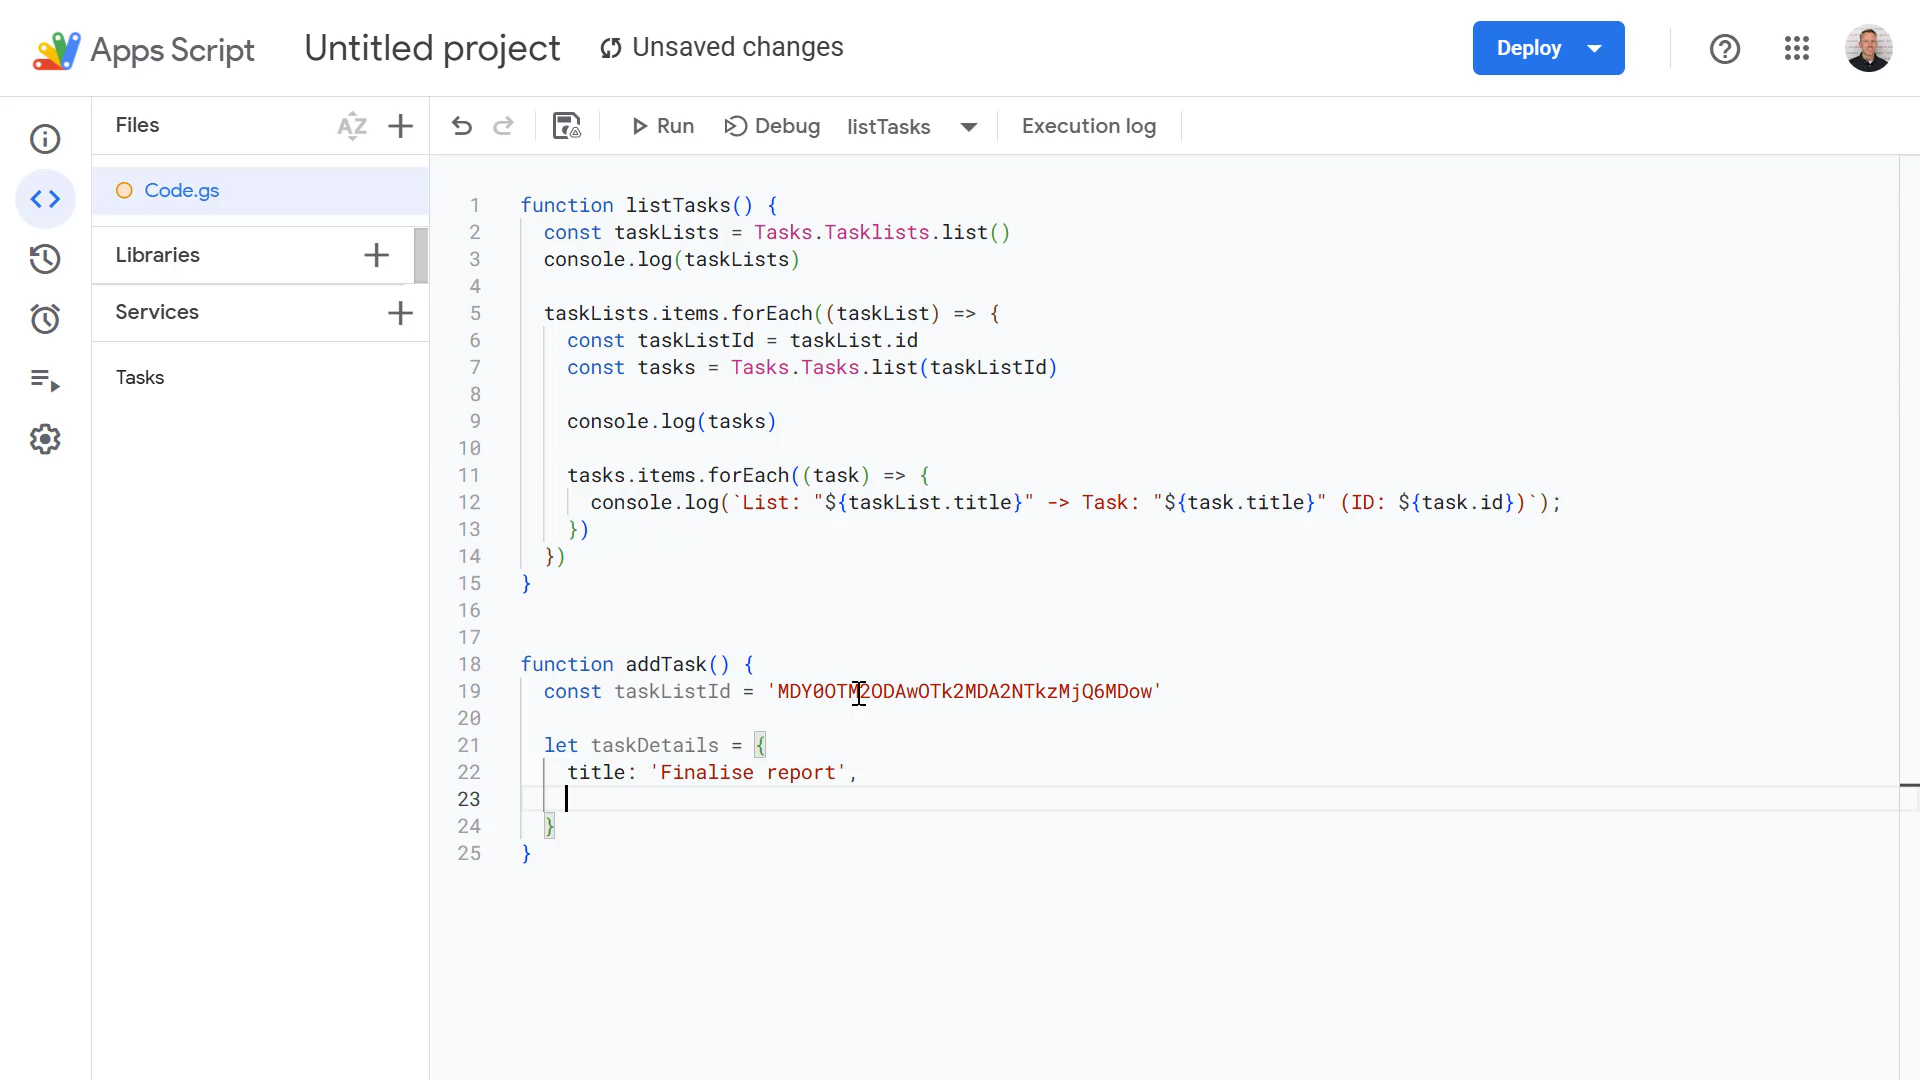 Apps Script
Untitled project
Unsaved changes
Deploy
Files
AZ
Run
Debug
listTasks
Execution log
Code.gs
Libraries
Services
Tasks
1 function listTasks() {
2 const taskLists = Tasks.Tasklists.list()
3 console.log(taskLists)
4
5 taskLists.items.forEach((taskList) => {
6 const taskListId = taskList.id
7 const tasks = Tasks.Tasks.list(taskListId)
8
9 console.log(tasks)
10
11 tasks.items.forEach((task) => {
12 console.log(`List: "${taskList.title}" -> Task: "${task.title}" (ID: ${task.id})`);
13 })
14 })
15 }
16
17
18 function addTask() {
19 const taskListId = 'MDY0OTM2ODAwOTk2MDA2NTkzMjQ6MDow'
20
21 let taskDetails = {
22 title: 'Finalise report',
23
24 }
25 }